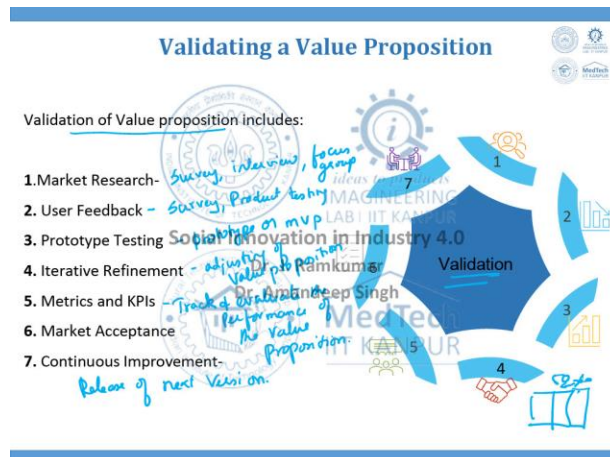 Validating a Value Proposition
MedTech
IIT KANPUR
Validation of Value proposition includes:
1.Market Research- Survey, interview, focus group
2. User Feedback - Survey, Product testing
3. Prototype Testing - prototype or mvp
4. Iterative Refinement - adjusting of value proposition
5. Metrics and KPIs - Track & evaluate the performance of the value proposition.
6. Market Acceptance
7. Continuous Improvement-
Release of next version.
ideas to products
IMAGINEERING
LAB | IIT KANPUR
Social Innovation in Industry 4.0
Dr. J. Ramkumar
Dr. Amandeep Singh
MedTech
IIT KANPUR
Validation
1
2
3
4
5
6
7